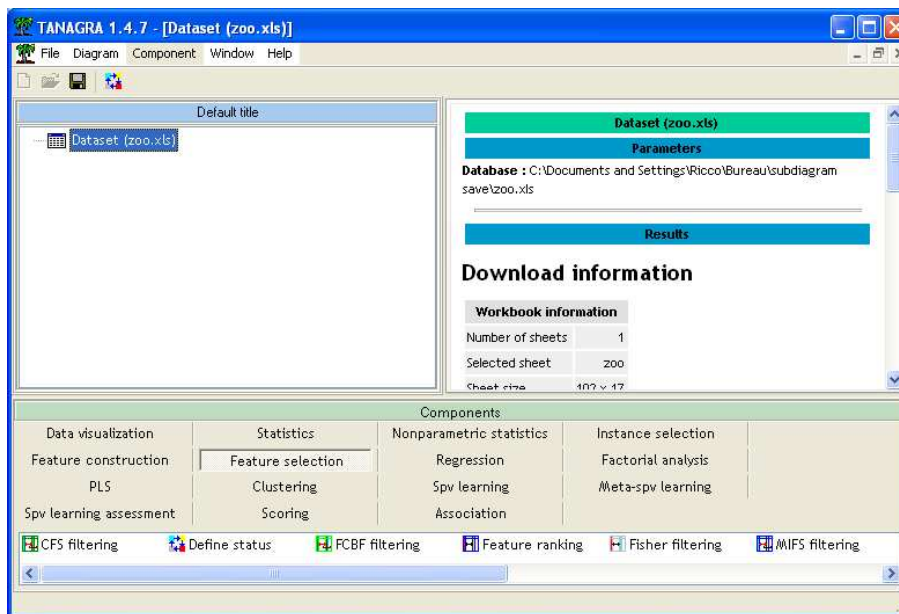 TANAGRA 1.4.7 - [Dataset (zoo.xls)]
File Diagram Component Window Help
Default title
Dataset (zoo.xls)
Dataset (zoo.xls)
Parameters
Database : C:\Documents and Settings\Ricco\Bureau\subdiagram
save\zoo.xls
Results
Download information
Workbook information
Number of sheets 1
Selected sheet zoo
Sheet size 102 x 17
Components
Data visualization Statistics Nonparametric statistics Instance selection
Feature construction Feature selection Regression Factorial analysis
PLS Clustering Spv learning Meta-spv learning
Spv learning assessment Scoring Association
CFS filtering Define status FCBF filtering Feature ranking Fisher filtering MIFS filtering